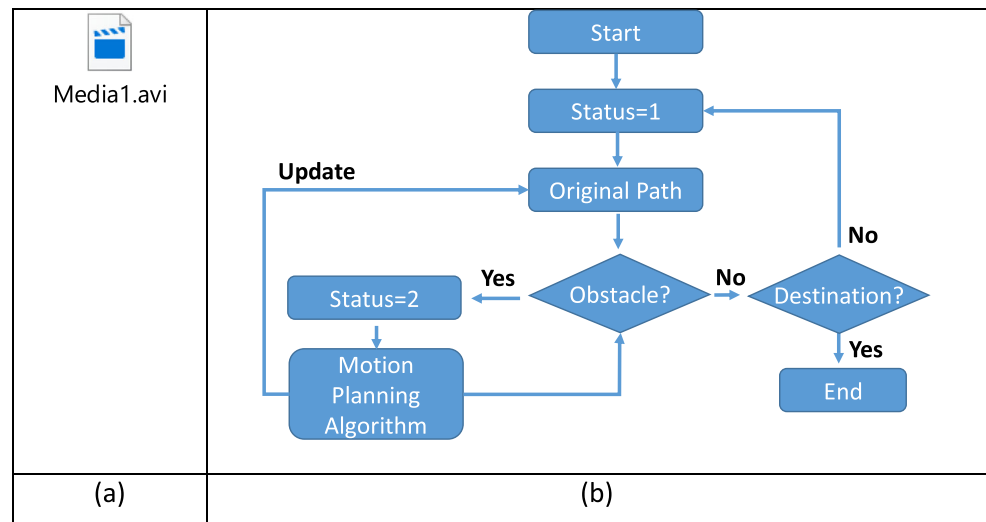 Media1.avi
Start
Status=1
Update
Original Path
No
Yes
Obstacle?
No
Destination?
Status=2
Yes
Motion
Planning
Algorithm
End
(a)
(b)